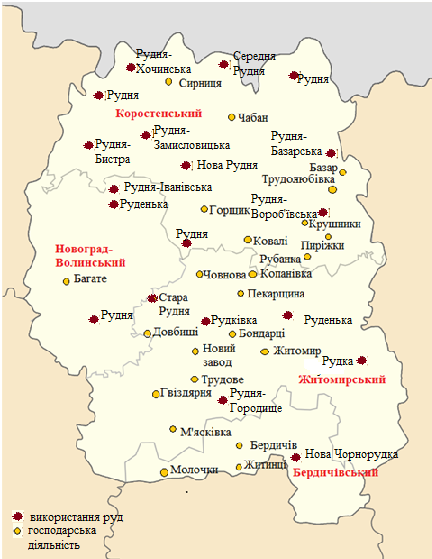 Рудня-
Хочинська
Середня
Рудня
Рудня
Сирниця
Рудня
Коростенський
Чабан
Рудня-
Замисловицька
Рудня-
Базарська
Рудня-
Бистра
Нова Рудня
Базар
Трудолюбівка
Рудня-Іванівська
Руденька
Рудня-
Вороб'ївська
Горщик
Крушники
Рудня
Ковалі
Пиріжки
Новоград-
Волинський
Рубанка
Багате
Човнова
Копанівка
Пекарщина
Стара
Рудня
Рудня
Рудківка
Руденька
Довбиші
Бондарці
Новий
завод
Житомир
Рудка
Трудове
Житомирський
Гвіздярня
Рудня-
Городище
М'ясківка
Бердичів
Нова Чорнорудка
Молочки
Житинці
Бердичівський
використання руд
господарська
діяльність